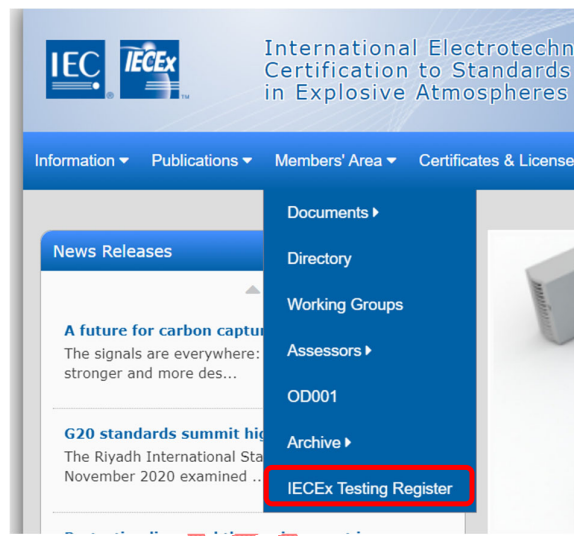 IEC
IECEx
TM
International Electrotechn
Certification to Standards
in Explosive Atmospheres
Information
Publications
Members' Area
Certificates & License
Documents
Directory
Working Groups
Assessors
OD001
Archive
IECEx Testing Register
News Releases
A future for carbon captu
The signals are everywhere:
stronger and more des...
G20 standards summit hig
The Riyadh International Sta
November 2020 examined ..